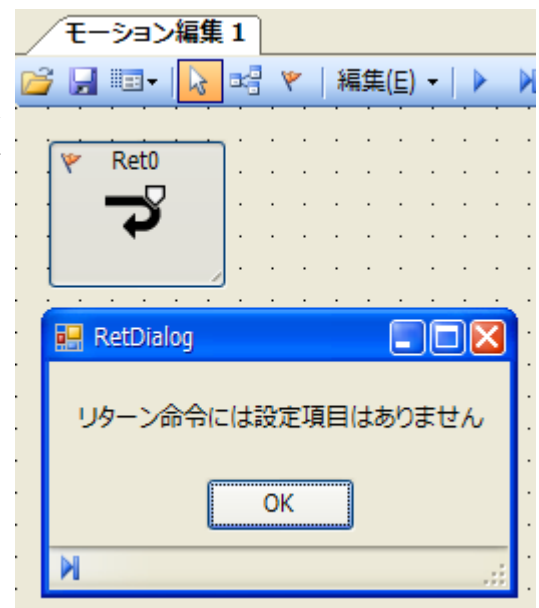 モーション編集 1
編集(E)
Ret0
RetDialog
リターン命令には設定項目はありません
OK